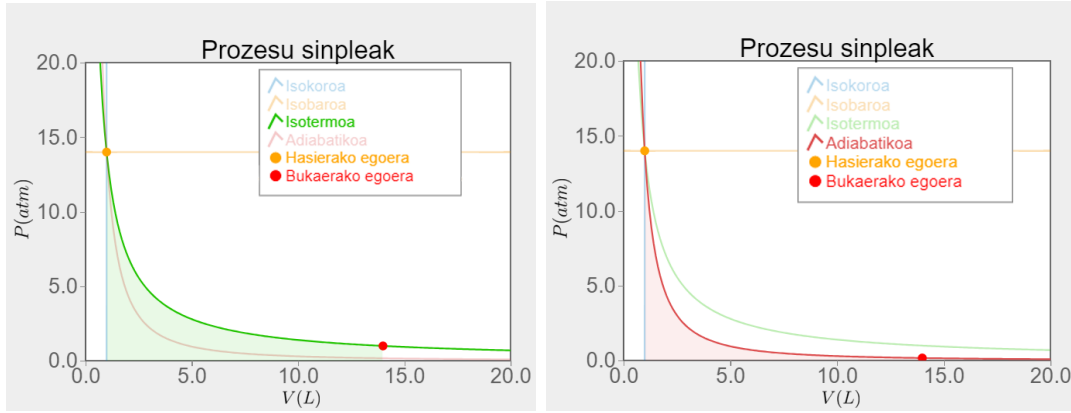 Prozesu sinpleak
20.0
15.0
10.0
5.0
0.0
P(atm)
Isokoroa
Isobaroa
Isotermoa
Adiabatikoa
Hasierako egoera
Bukaerako egoera
0.0 5.0 10.0 15.0 20.0
V(L)
Prozesu sinpleak
20.0
15.0
10.0
5.0
0.0
P(atm)
Isokoroa
Isobaroa
Isotermoa
Adiabatikoa
Hasierako egoera
Bukaerako egoera
0.0 5.0 10.0 15.0 20.0
V(L)